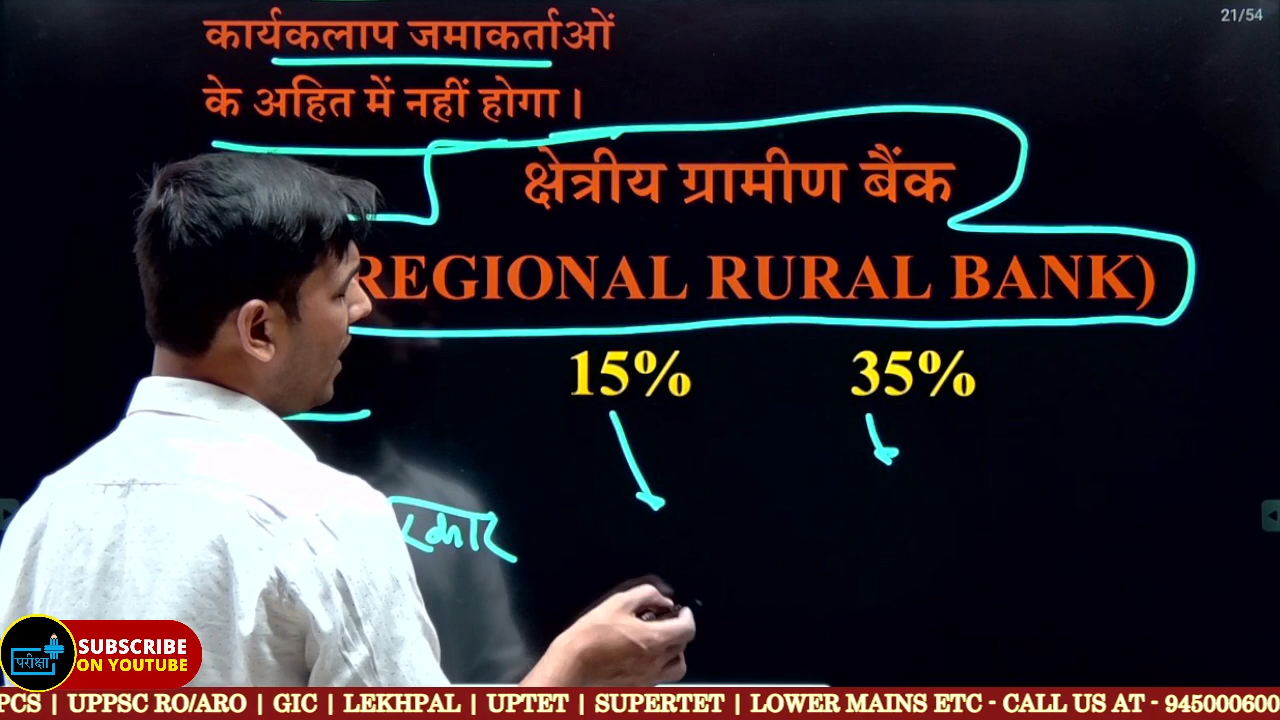 21/54
कार्यकलाप जमाकर्ताओं
के अहित में नहीं होगा।
क्षेत्रीय ग्रामीण बैंक
REGIONAL RURAL BANK)
15% 35%
परीक्षा
SUBSCRIBE
ON YOUTUBE
PCS | UPPSC RO/ARO | GIC | LEKHPAL | UPTET | SUPERTET | LOWER MAINS ETC - CALL US AT - 945000600